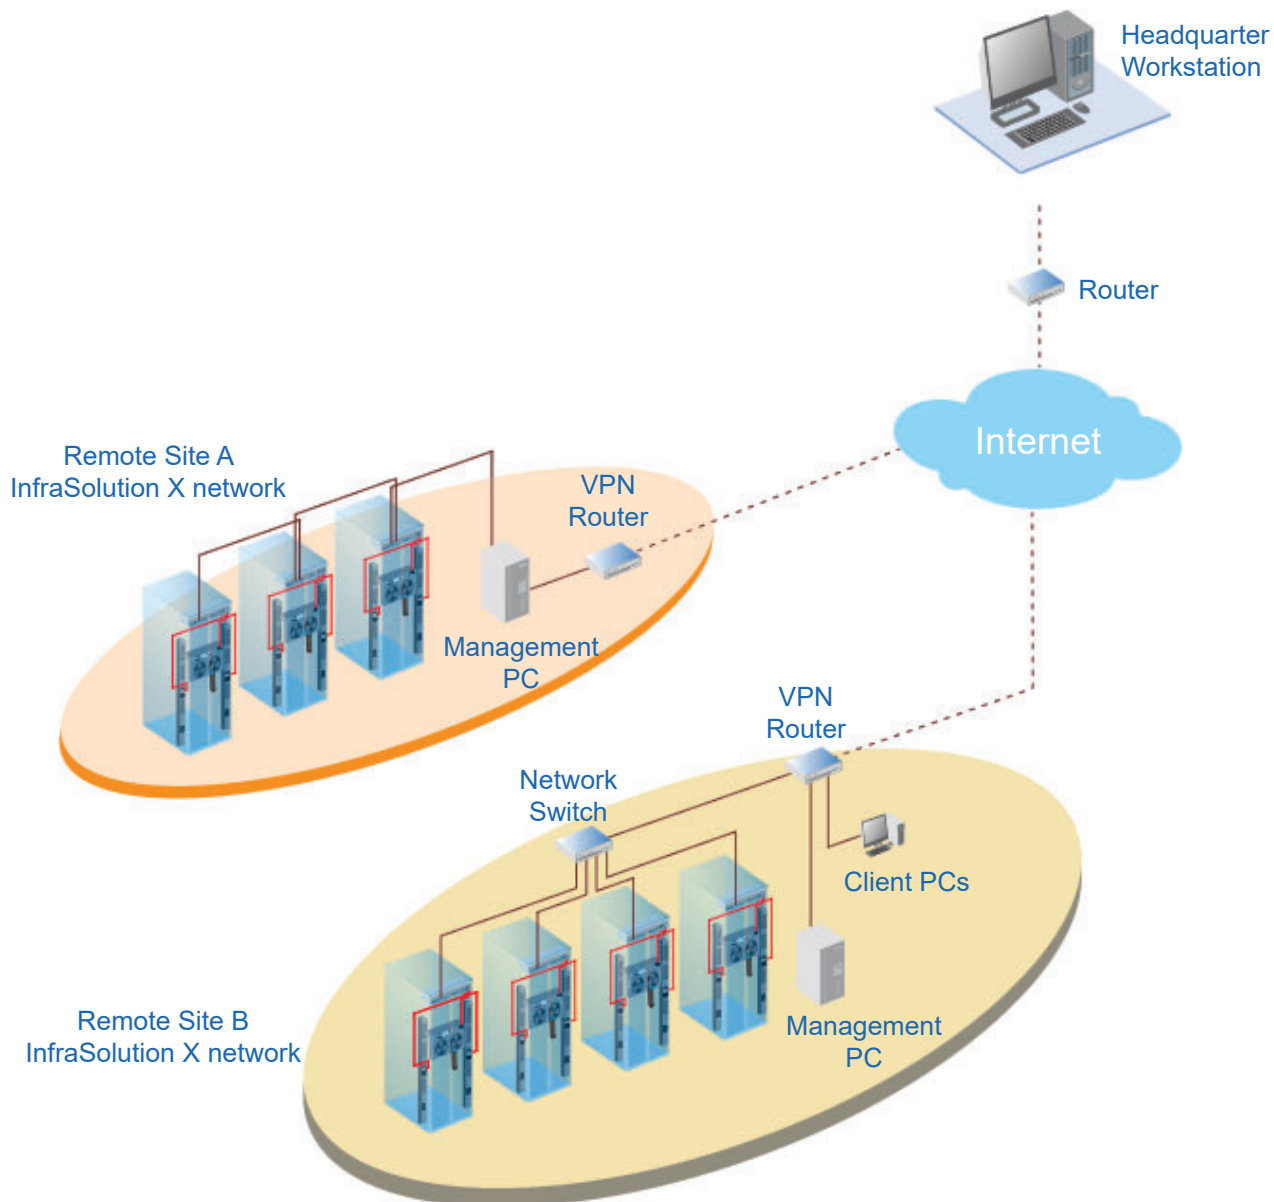 Headquarter
Workstation
Router
Internet
Remote Site A
InfraSolution X network
VPN
Router
Management
PC
VPN
Router
Network
Switch
Client PCs
Remote Site B
InfraSolution X network
Management
PC